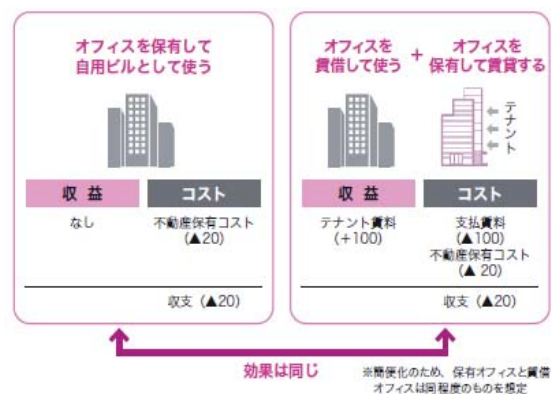 オフィスを保有して
自用ビルとして使う
収 益
コスト
なし
不動産保有コスト
(▲20)
収支 (▲20)
オフィスを
賃借して使う
+
オフィスを
保有して賃貸する
テナント
収 益
コスト
テナント賃料
(+100)
支払賃料
(▲100)
不動産保有コスト
(▲ 20)
収支 (▲20)
効果は同じ
※簡便化のため、保有オフィスと賃借
オフィスは同程度のものを想定